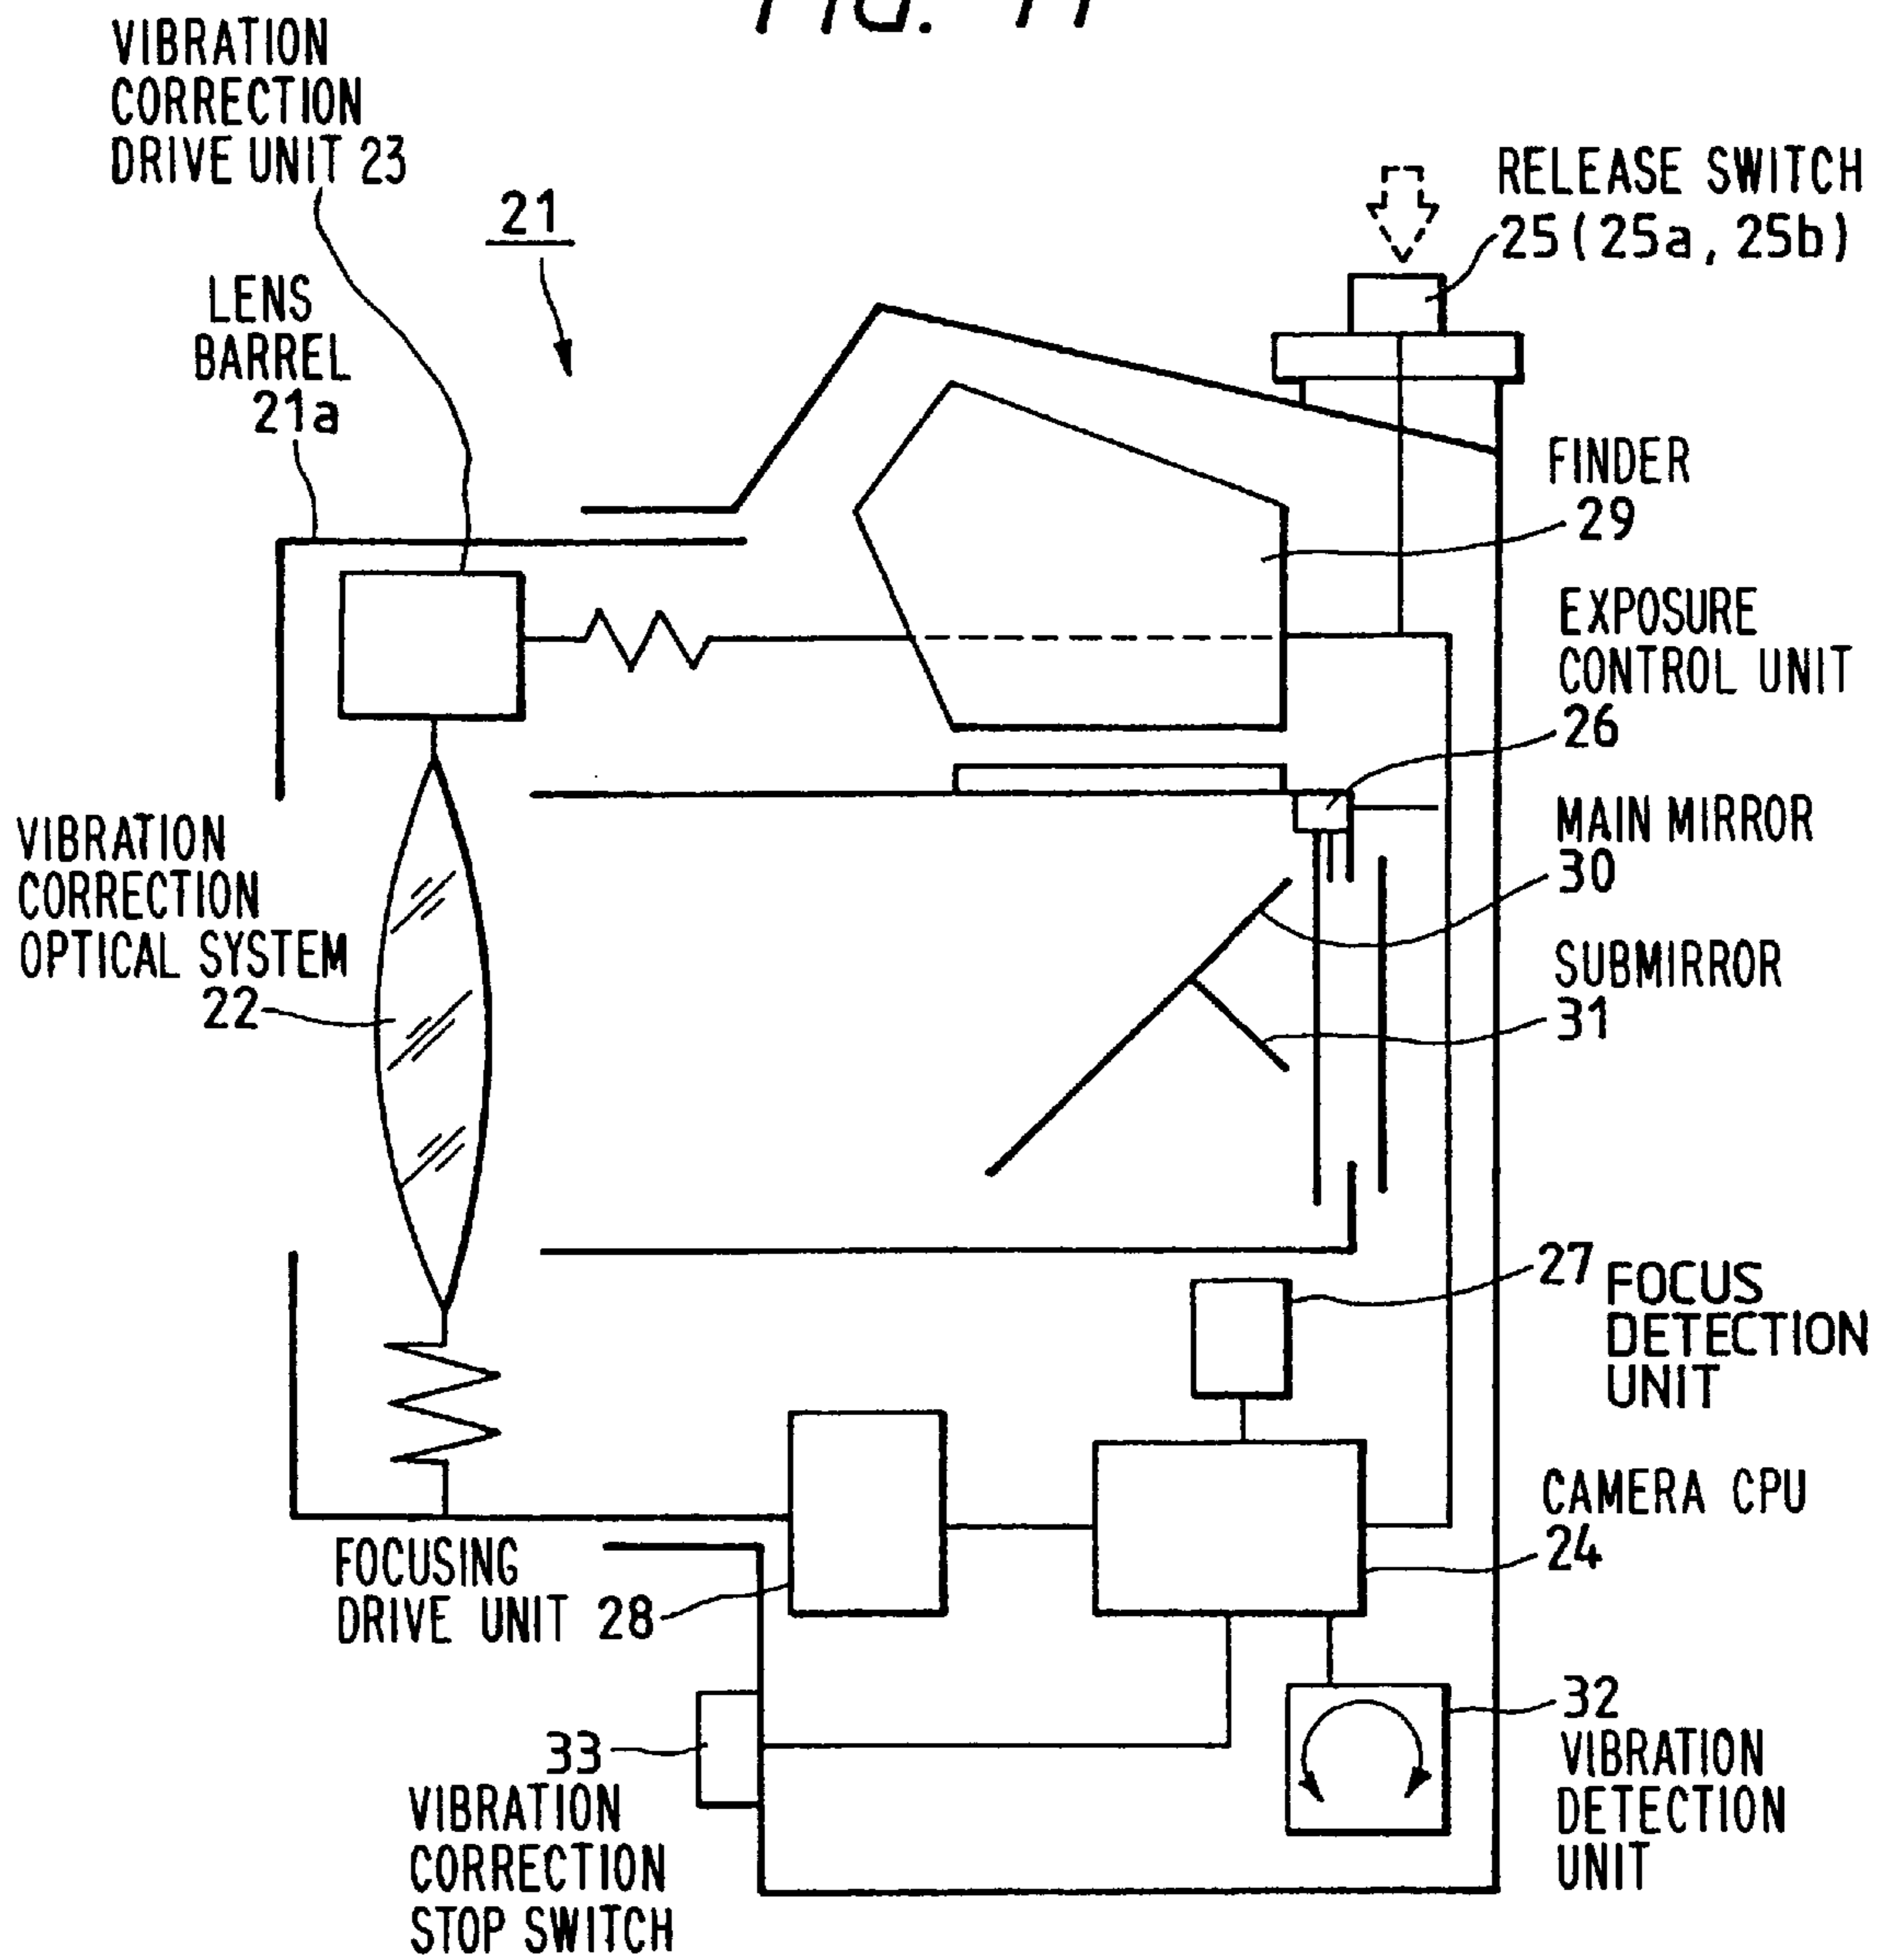 FIG. 11
VIBRATION
CORRECTION
DRIVE UNIT 23
21
RELEASE SWITCH
25 (25a, 25b)
LENS
BARREL
21a
FINDER
29
EXPOSURE
CONTROL UNIT
26
MAIN MIRROR
30
VIBRATION
CORRECTION
OPTICAL SYSTEM
22
SUBMIRROR
31
27 FOCUS
DETECTION
UNIT
CAMERA CPU
24
FOCUSING
DRIVE UNIT 28
32
VIBRATION
DETECTION
UNIT
33
VIBRATION
CORRECTION
STOP SWITCH